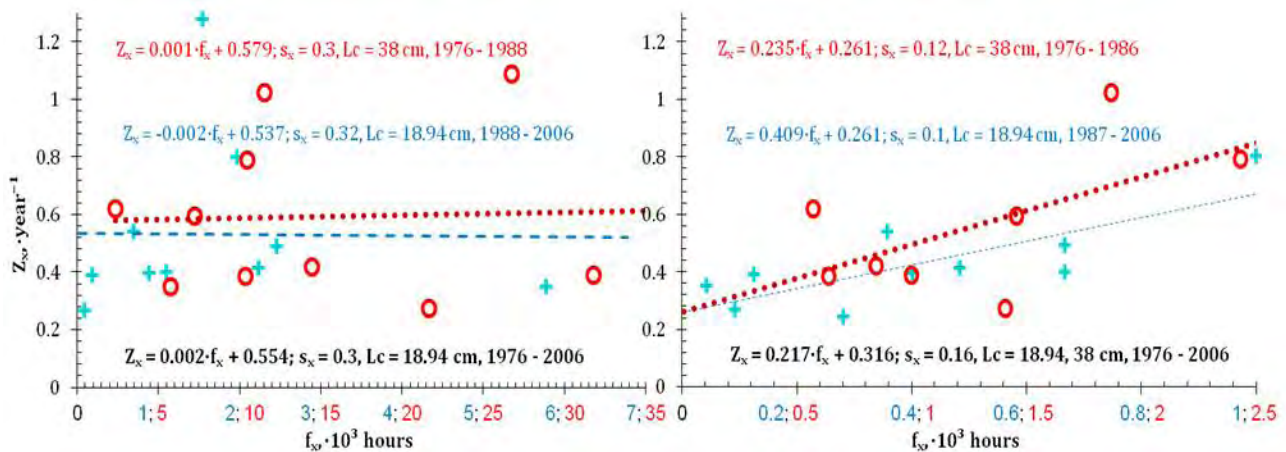 1.2
1
0.8
0.6
0.4
0.2
0
Zₓ, ·year⁻¹
Zₓ = 0.001·fₓ + 0.579; sₓ = 0.3, Lc = 38 cm, 1976 - 1988
Zₓ = -0.002·fₓ + 0.537; sₓ = 0.32, Lc = 18.94 cm, 1988 - 2006
Zₓ = 0.002·fₓ + 0.554; sₓ = 0.3, Lc = 18.94 cm, 1976 - 2006
0 1;5 2;10 3;15 4;20 5;25 6;30 7;35
fₓ, ·10³ hours
1.2
1
0.8
0.6
0.4
0.2
0
Zₓ = 0.235·fₓ + 0.261; sₓ = 0.12, Lc = 38 cm, 1976 - 1986
Zₓ = 0.409·fₓ + 0.261; sₓ = 0.1, Lc = 18.94 cm, 1987 - 2006
Zₓ = 0.217·fₓ + 0.316; sₓ = 0.16, Lc = 18.94, 38 cm, 1976 - 2006
0 0.2;0.5 0.4;1 0.6;1.5 0.8;2 1;2.5
fₓ, ·10³ hours